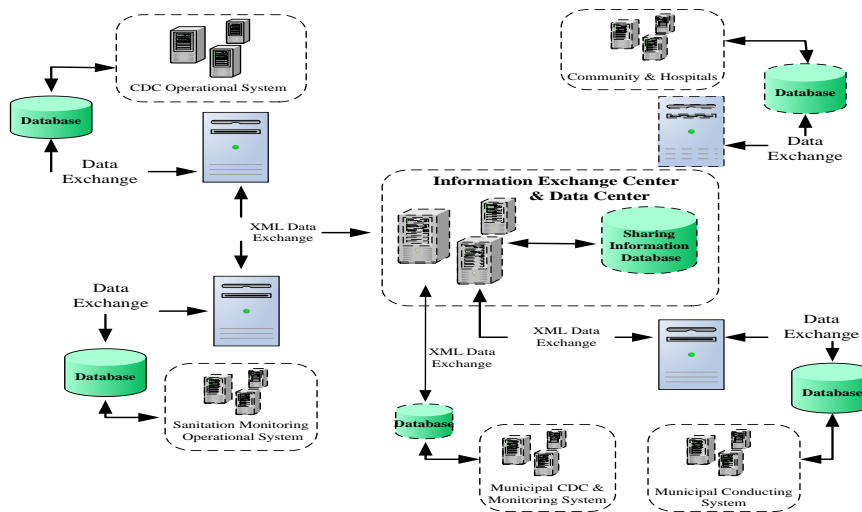 CDC Operational System
Community & Hospitals
Database
Database
Data
Exchange
Data
Exchange
Information Exchange Center
& Data Center
XML Data
Exchange
Sharing
Information
Database
Data
Exchange
Data
Exchange
XML Data
Exchange
XML Data
Exchange
Database
Database
Sanitation Monitoring
Operational System
Database
Municipal CDC &
Monitoring System
Municipal Conducting
System